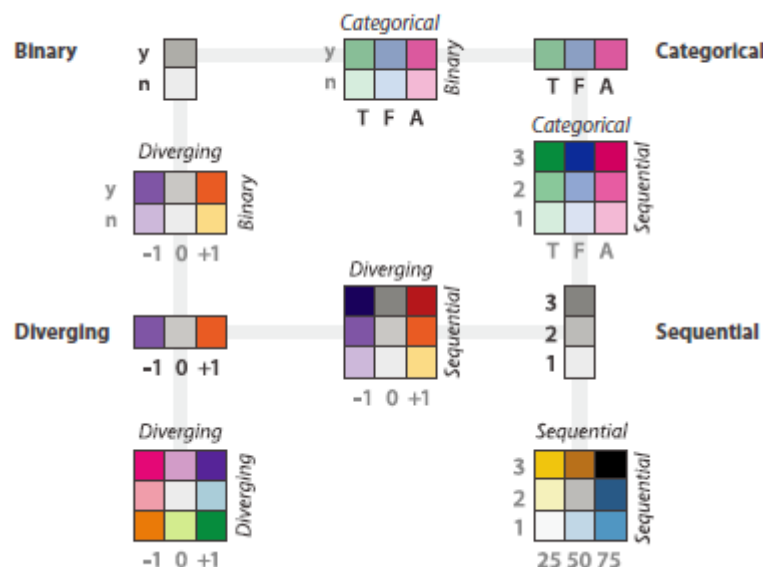 Categorical
Binary
y
n
y
n
Binary
T F A
Categorical
T F A
Diverging
y
n
Binary
-1 0 +1
Categorical
3
2
1
Sequential
T F A
Diverging
Sequential
-1 0 +1
Diverging
-1 0 +1
3
2
1
Sequential
Diverging
Diverging
-1 0 +1
Sequential
3
2
1
Sequential
25 50 75